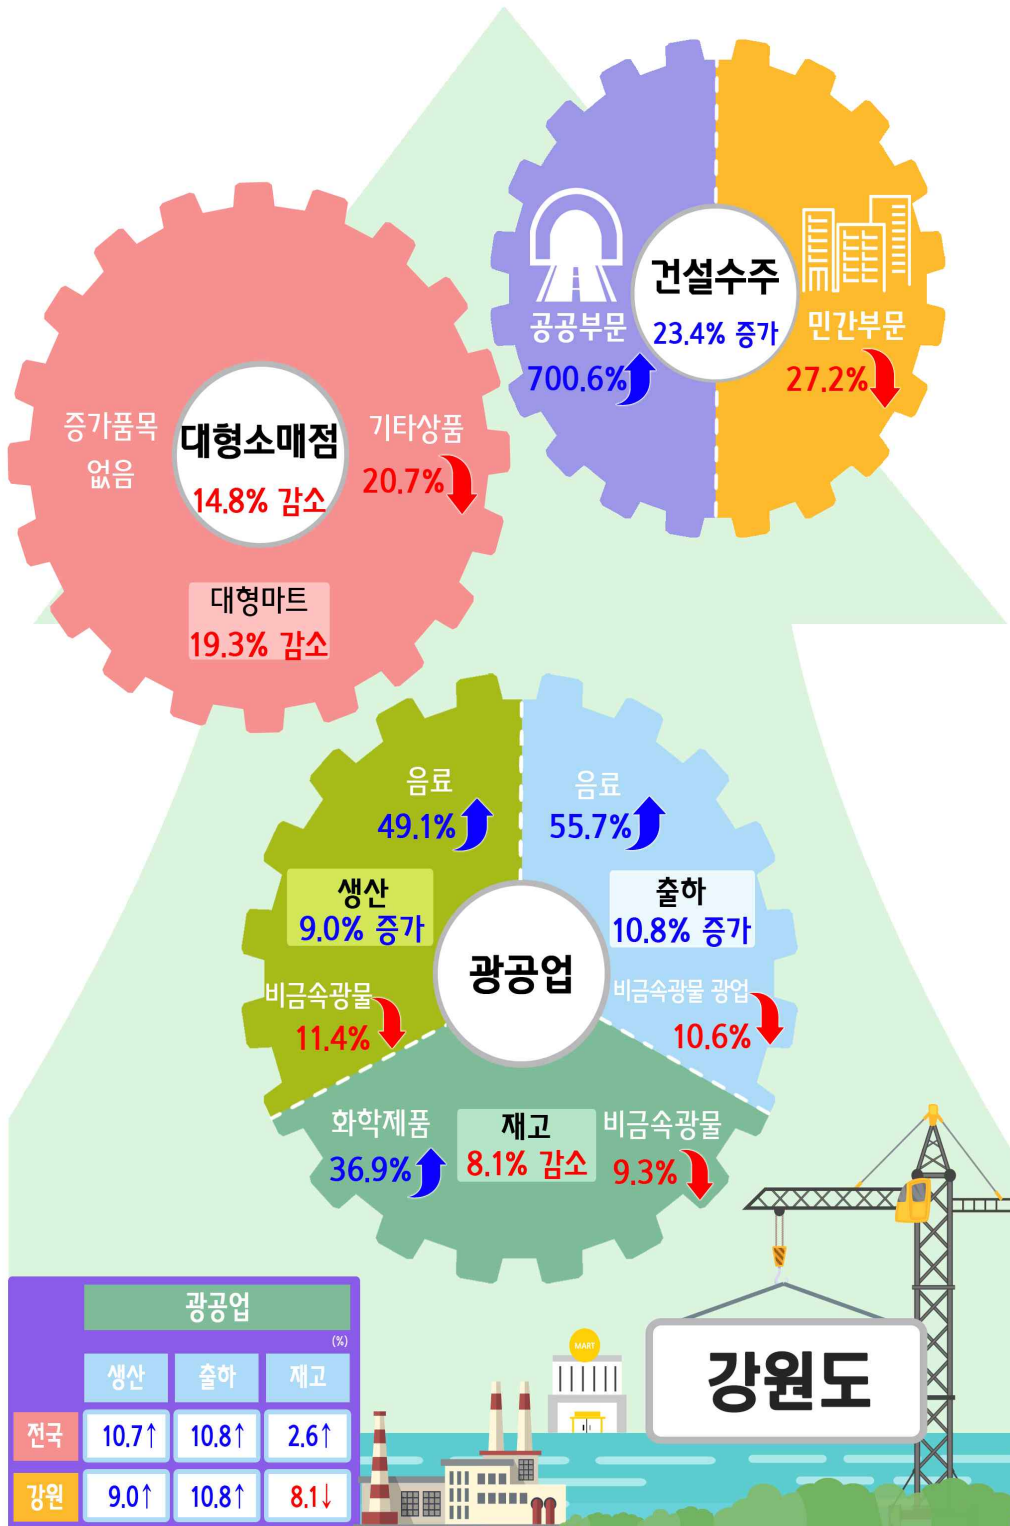 건설수주
23.4% 증가
공공부문
700.6%
민간부문
27.2%
대형소매점
14.8% 감소
증가품목
없음
기타상품
20.7%
대형마트
19.3% 감소
광공업
음료
49.1%
생산
9.0% 증가
비금속광물
11.4%
음료
55.7%
출하
10.8% 증가
비금속광물 광업
10.6%
화학제품
36.9%
재고
8.1% 감소
비금속광물
9.3%
광공업
(%)
생산 출하 재고
전국 10.7↑ 10.8↑ 2.6↑
강원 9.0↑ 10.8↑ 8.1↓
MART
강원도